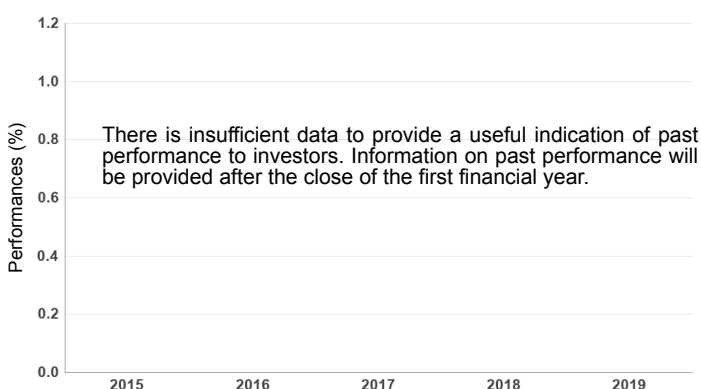 1.2
1.0
Performances (%)
0.8
There is insufficient data to provide a useful indication of past
performance to investors. Information on past performance will
be provided after the close of the first financial year.
0.6
0.4
0.2
0.0
2015 2016 2017 2018 2019